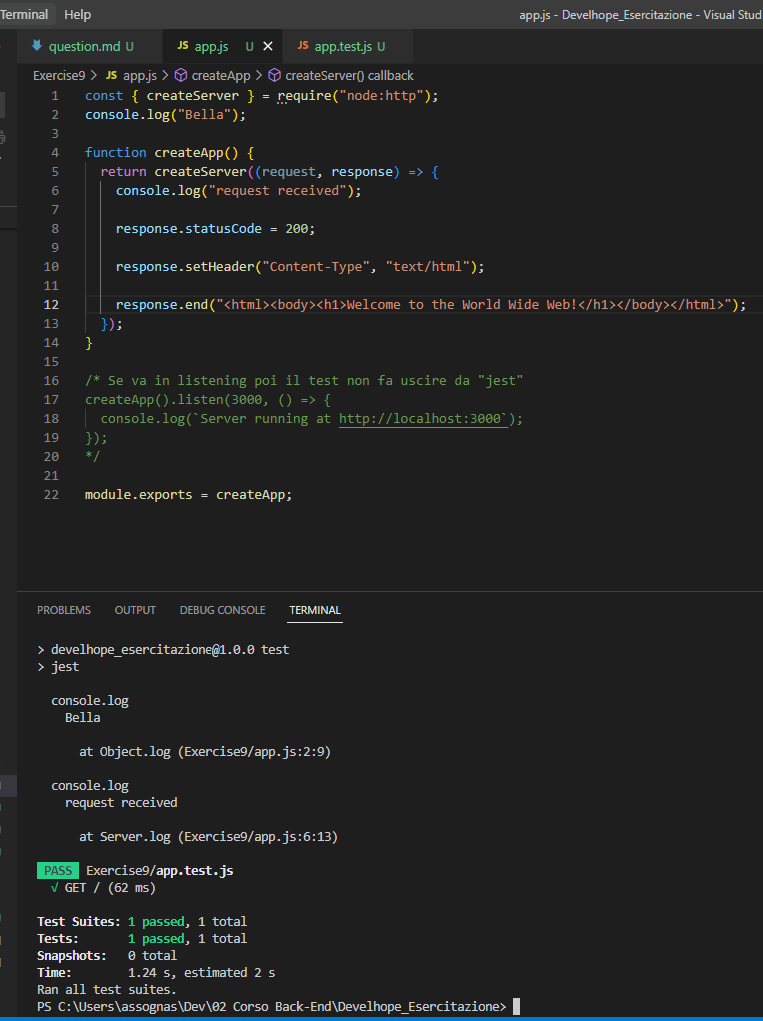 Terminal Help app.js - Develhope_Esercitazione - Visual Stud
question.md U JS app.js U × JS app.test.js U
Exercise9 > JS app.js > createApp > createServer() callback
1 const { createServer } = require("node:http");
2 console.log("Bella");
3
4 function createApp() {
5 return createServer((request, response) => {
6 console.log("request received");
7
8 response.statusCode = 200;
9
10 response.setHeader("Content-Type", "text/html");
11
12 response.end("<html><body><h1>Welcome to the World Wide Web!</h1></body></html>");
13 });
14 }
15
16 /* Se va in listening poi il test non fa uscire da "jest"
17 createApp().listen(3000, () => {
18 console.log(`Server running at http://localhost:3000`);
19 });
20 */
21
22 module.exports = createApp;
PROBLEMS OUTPUT DEBUG CONSOLE TERMINAL
> develhope_esercitazione@1.0.0 test
> jest
console.log
Bella
at Object.log (Exercise9/app.js:2:9)
console.log
request received
at Server.log (Exercise9/app.js:6:13)
PASS Exercise9/app.test.js
√ GET / (62 ms)
Test Suites: 1 passed, 1 total
Tests: 1 passed, 1 total
Snapshots: 0 total
Time: 1.24 s, estimated 2 s
Ran all test suites.
PS C:\Users\assognas\Dev\02 Corso Back-End\Develhope_Esercitazione>